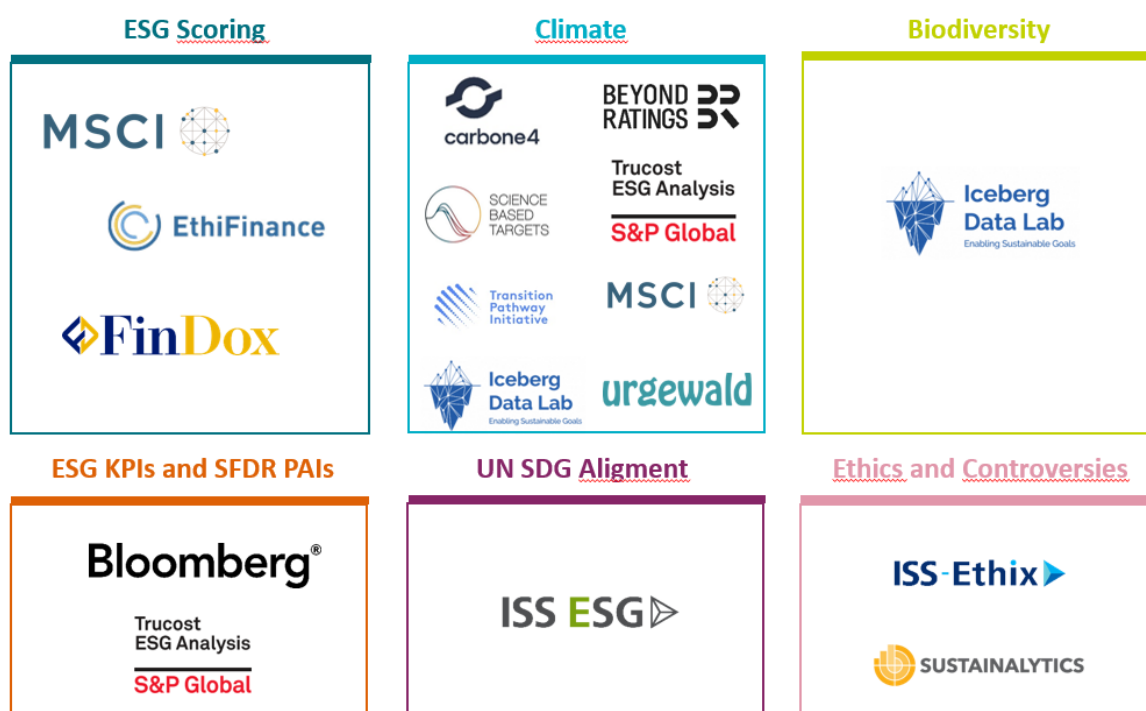 ESG Scoring
MSCI
EthiFinance
FinDox
Climate
carbone4
BEYOND
RATINGS
SCIENCE
BASED
TARGETS
Trucost
ESG Analysis
S&P Global
Transition
Pathway
Initiative
MSCI
Iceberg
Data Lab
Enabling Sustainable Goals
urgewald
Biodiversity
Iceberg
Data Lab
Enabling Sustainable Goals
ESG KPIs and SFDR PAIs
Bloomberg®
Trucost
ESG Analysis
S&P Global
UN SDG Aligment
ISS ESG
Ethics and Controversies
ISS-Ethix
SUSTAINALYTICS